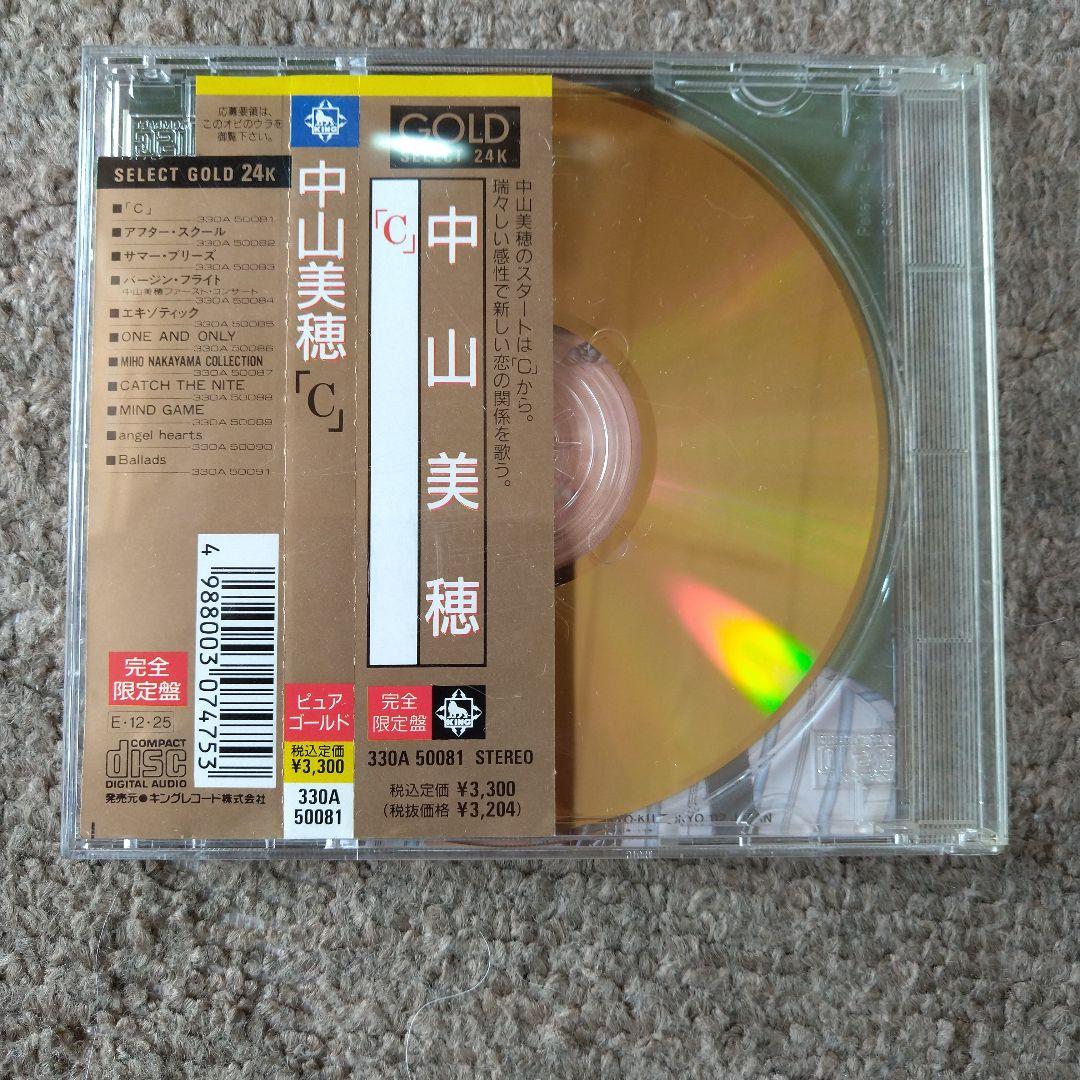 応募要領は、
このオビのウラを
御覧下さい。
SELECT GOLD 24K
■「C」
330A 50081
■アフター・スクール
330A 50082
■サマー・ブリーズ
330A 50083
■バージン・フライト
中山美穂ファースト・コンサート
330A 50084
■エキゾティック
330A 50085
■ONE AND ONLY
330A 50086
■MIHO NAKAYAMA COLLECTION
330A 50087
■CATCH THE NITE
330A 50088
■MIND GAME
330A 50089
■angel hearts
330A 50090
■Ballads
330A 50091
4 988003 074753
完全
限定盤
E・12・25
COMPACT
disc
DIGITAL AUDIO
発売元●キングレコード株式会社
KING
中山美穂
「C」
ピュア
ゴールド
税込定価
¥3,300
330A
50081
GOLD
SELECT 24K
中山美穂のスタートは「C」から。
瑞々しい感性で新しい恋の関係を歌う。
中山美穂
「C」
完全
限定盤
KING
330A 50081 STEREO
税込定価 ¥3,300
(税抜価格 ¥3,204)